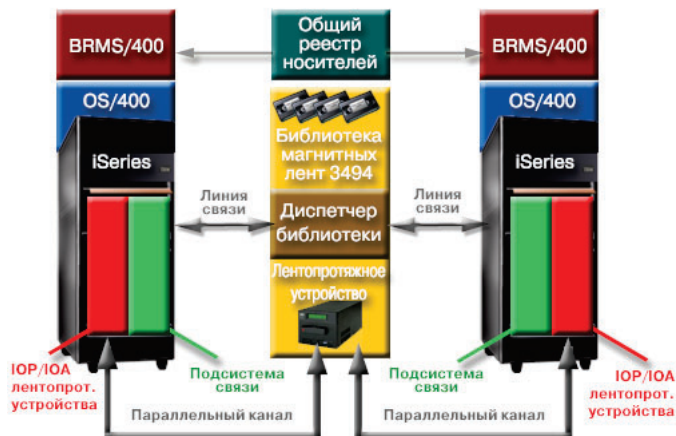 BRMS/400
Общий
реестр
носителей
BRMS/400
OS/400
OS/400
iSeries
Библиотека
магнитных
лент 3494
iSeries
Линия
связи
Диспетчер
библиотеки
Линия
связи
Лентопротяжное
устройство
IOP/IOA
лентопрот.
устройства
Подсистема
связи
Подсистема
связи
IOP/IOA
лентопрот.
устройства
Параллельный канал
Параллельный канал